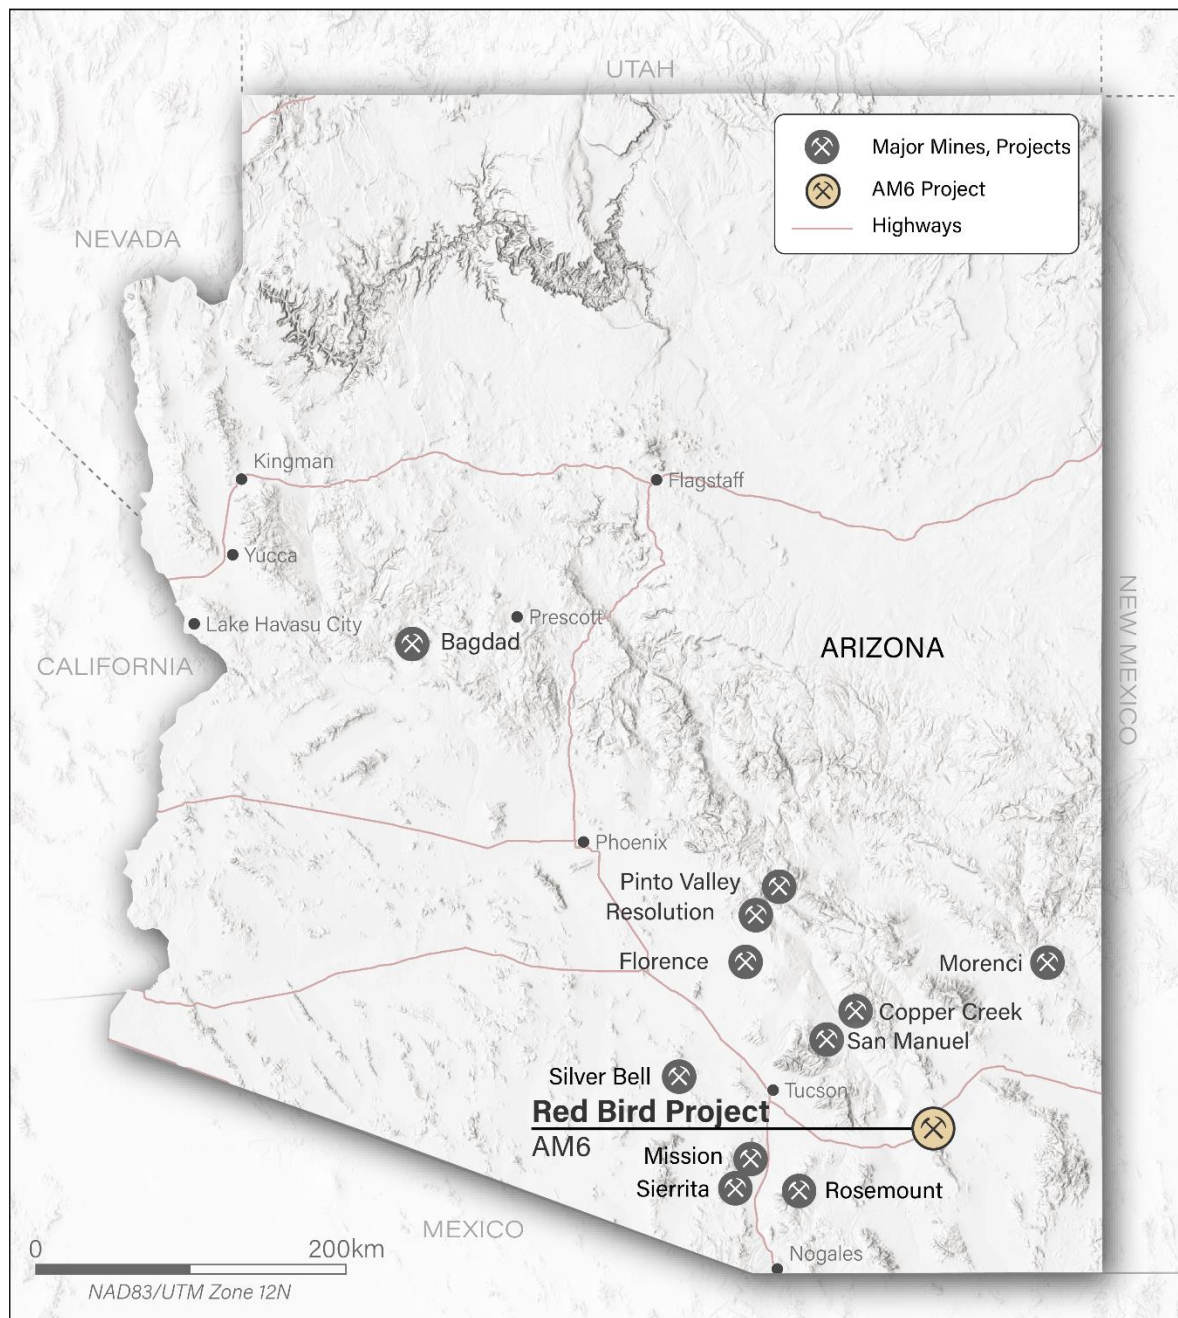 UTAH
Major Mines, Projects
AM6 Project
Highways
NEVADA
Kingman
Flagstaff
Yucca
Lake Havasu City
Prescott
Bagdad
ARIZONA
CALIFORNIA
NEW MEXICO
Phoenix
Pinto Valley
Resolution
Florence
Morenci
Copper Creek
San Manuel
Silver Bell
Tucson
Red Bird Project
AM6
Mission
Sierrita
Rosemount
MEXICO
Nogales
0 200km
NAD83/UTM Zone 12N